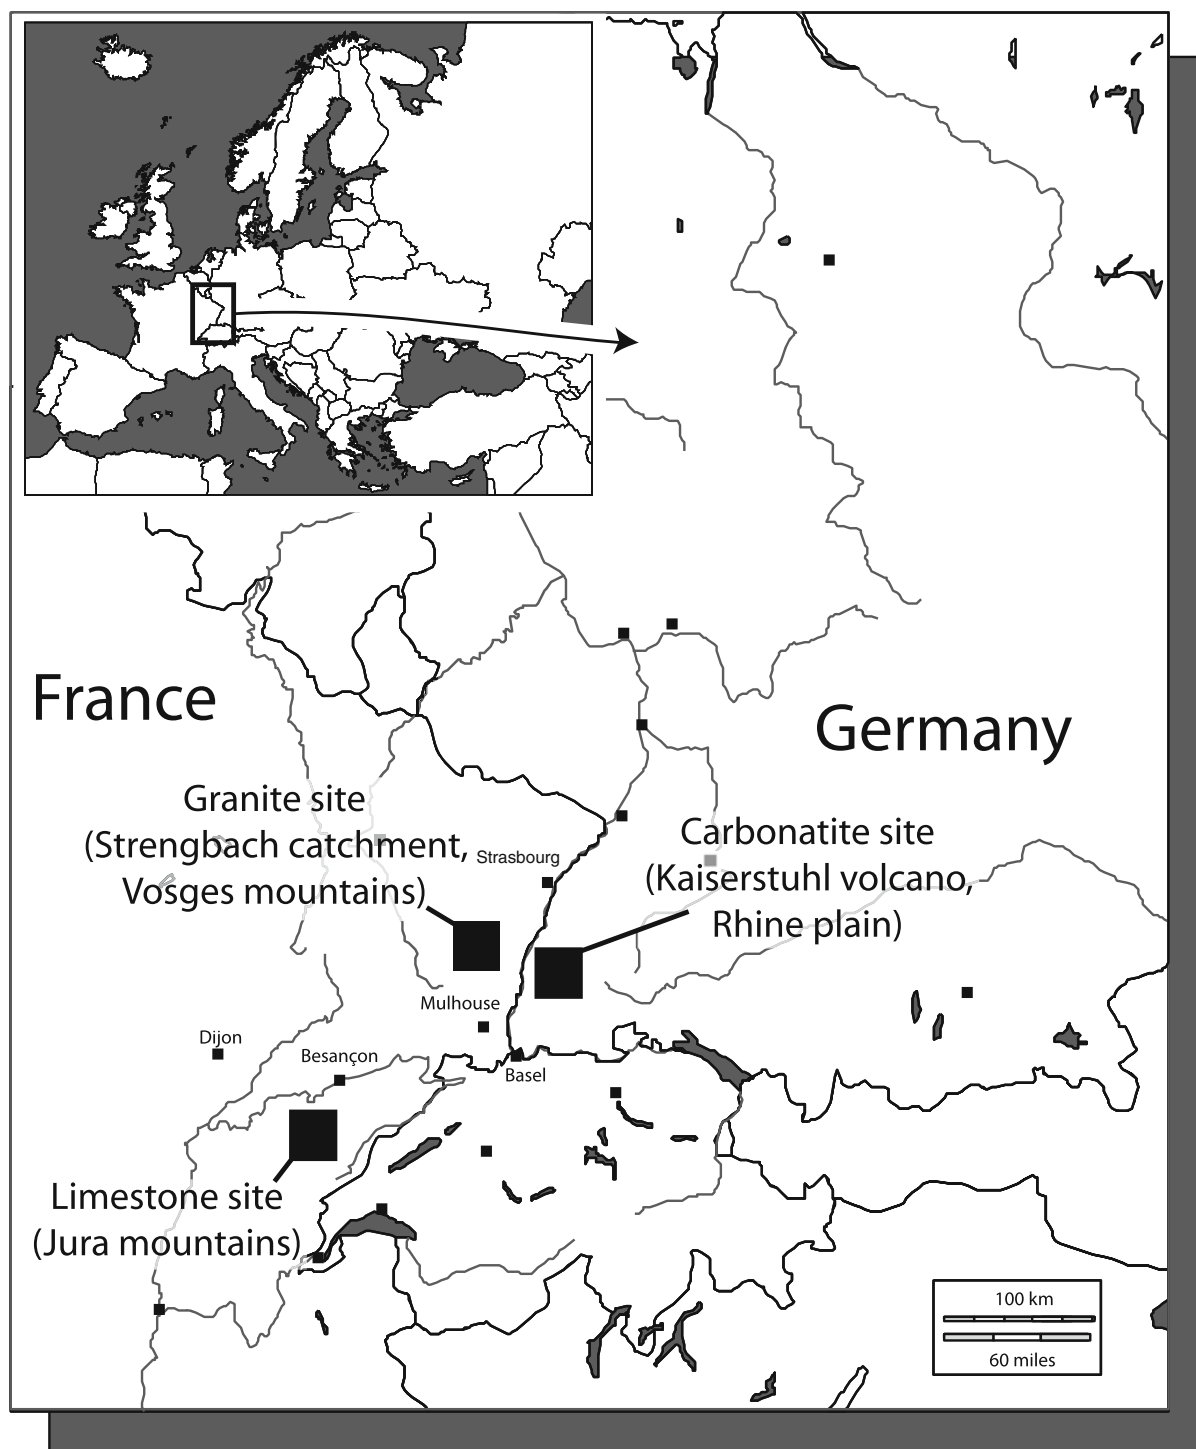 France
Germany
Granite site
(Strengbach catchment,
Vosges mountains)
Strasbourg
Carbonatite site
(Kaiserstuhl volcano,
Rhine plain)
Mulhouse
Dijon
Besançon
Basel
Limestone site
(Jura mountains)
100 km
60 miles